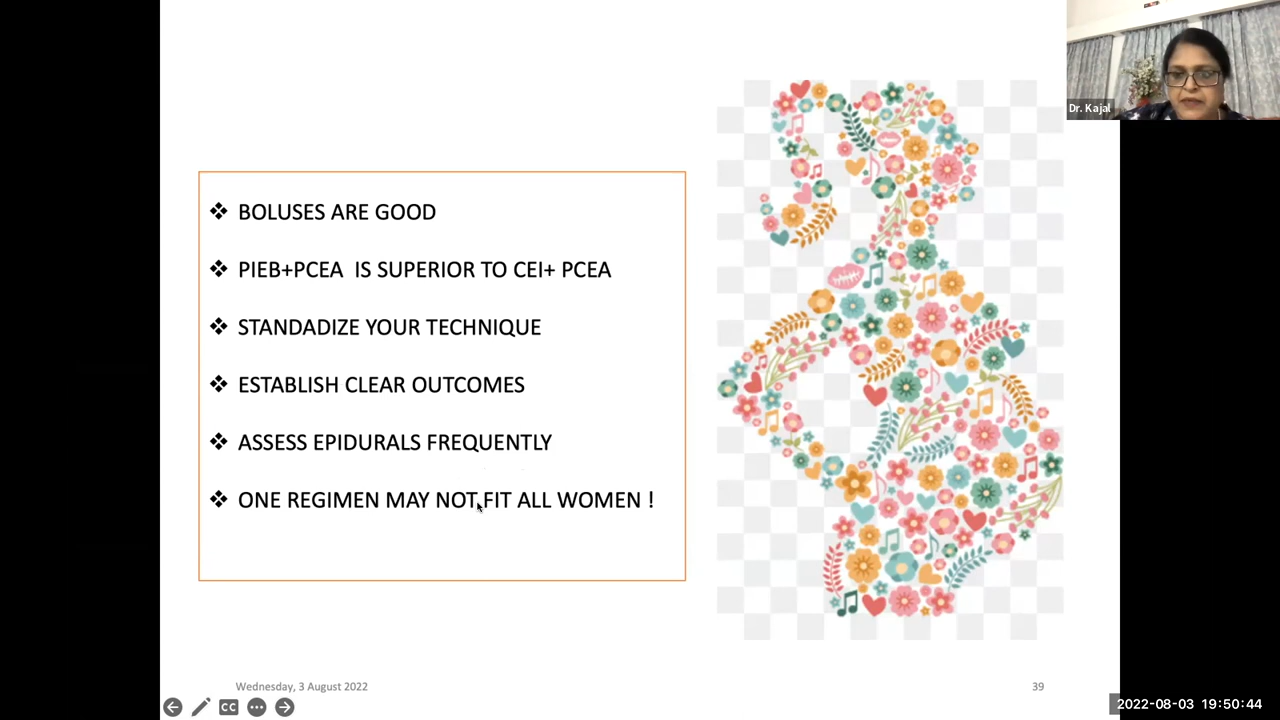 Dr. Kajal
❖ BOLUSES ARE GOOD
❖ PIEB+PCEA IS SUPERIOR TO CEI+ PCEA
❖ STANDADIZE YOUR TECHNIQUE
❖ ESTABLISH CLEAR OUTCOMES
❖ ASSESS EPIDURALS FREQUENTLY
❖ ONE REGIMEN MAY NOT FIT ALL WOMEN !
Wednesday, 3 August 2022
39
CC
2022-08-03 19:50:44